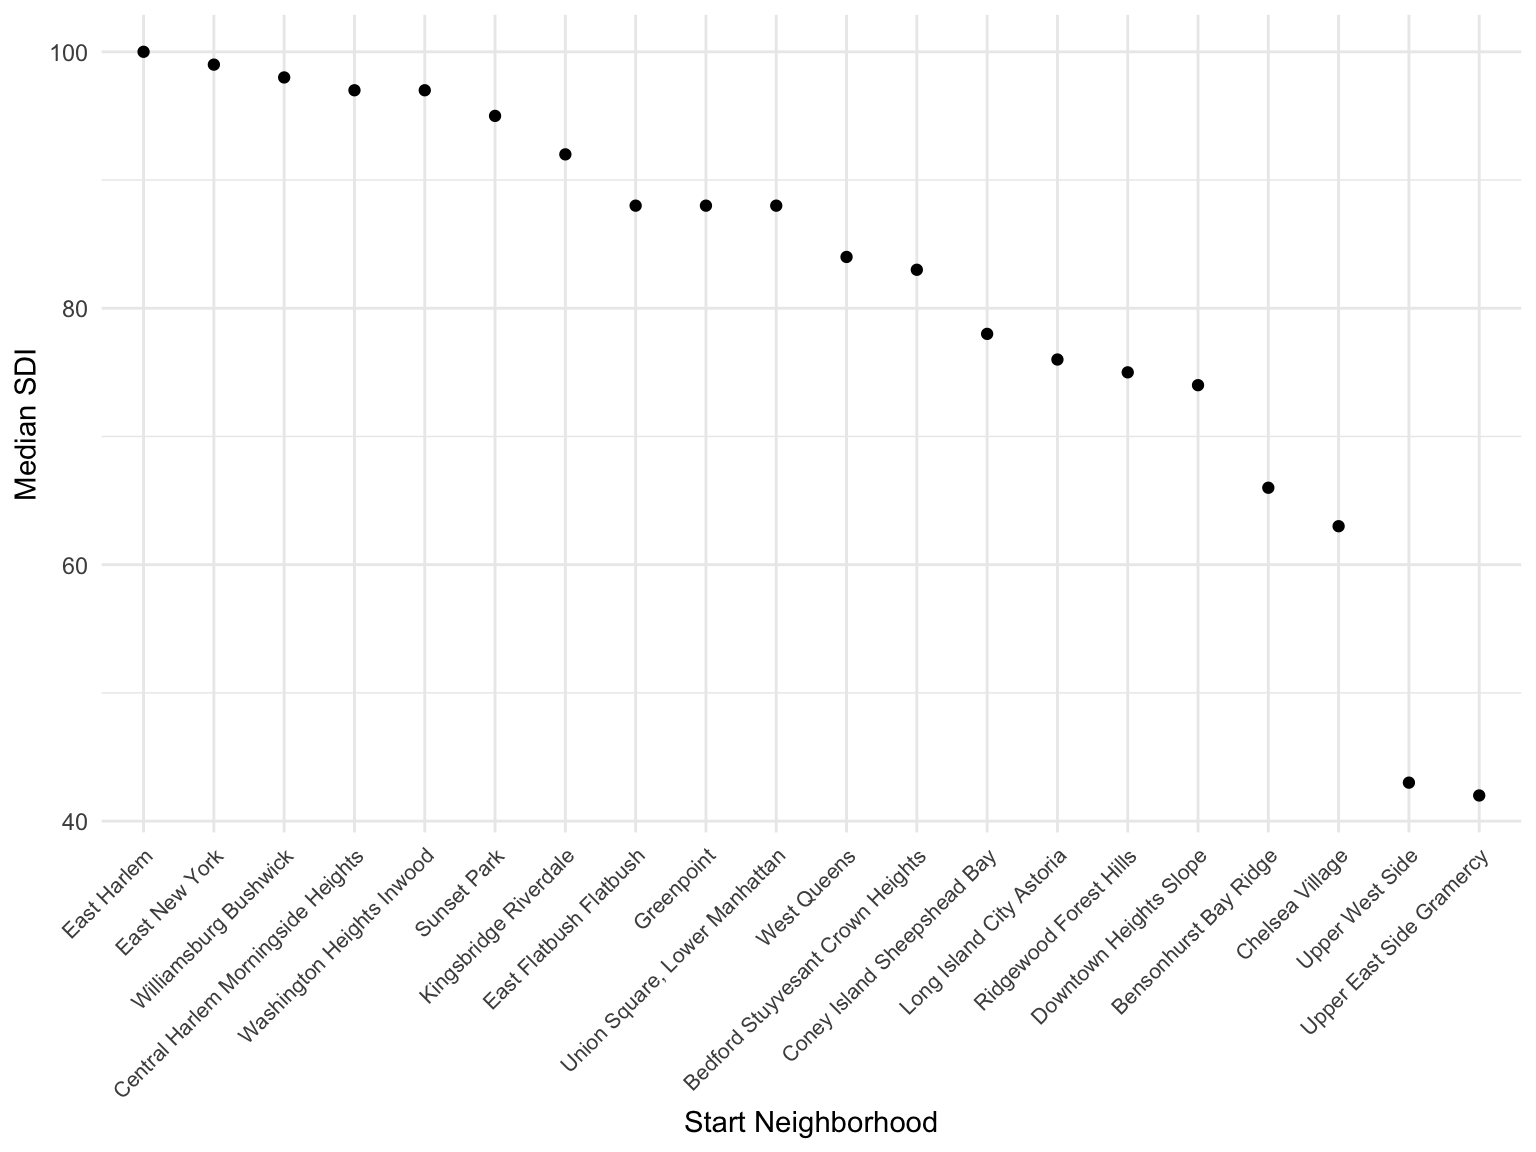 100
80
60
40
Median SDI
East Harlem
East New York
Williamsburg Bushwick
Central Harlem Morningside Heights
Washington Heights Inwood
Sunset Park
Kingsbridge Riverdale
East Flatbush Flatbush
Greenpoint
Union Square, Lower Manhattan
West Queens
Bedford Stuyvesant Crown Heights
Coney Island Sheepshead Bay
Long Island City Astoria
Ridgewood Forest Hills
Downtown Heights Slope
Bensonhurst Bay Ridge
Chelsea Village
Upper West Side
Upper East Side Gramercy
Start Neighborhood